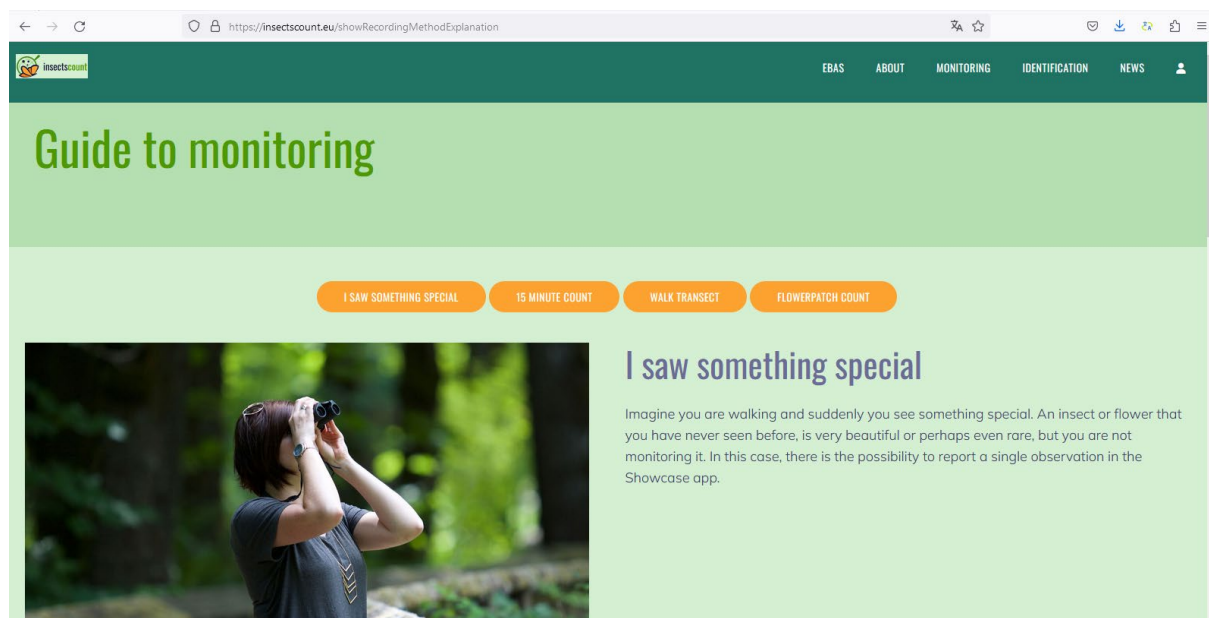 https://insectscount.eu/showRecordingMethodExplanation
insectscount
EBAS ABOUT MONITORING IDENTIFICATION NEWS
Guide to monitoring
I SAW SOMETHING SPECIAL 15 MINUTE COUNT WALK TRANSECT FLOWERPATCH COUNT
I saw something special
Imagine you are walking and suddenly you see something special. An insect or flower that
you have never seen before, is very beautiful or perhaps even rare, but you are not
monitoring it. In this case, there is the possibility to report a single observation in the
Showcase app.